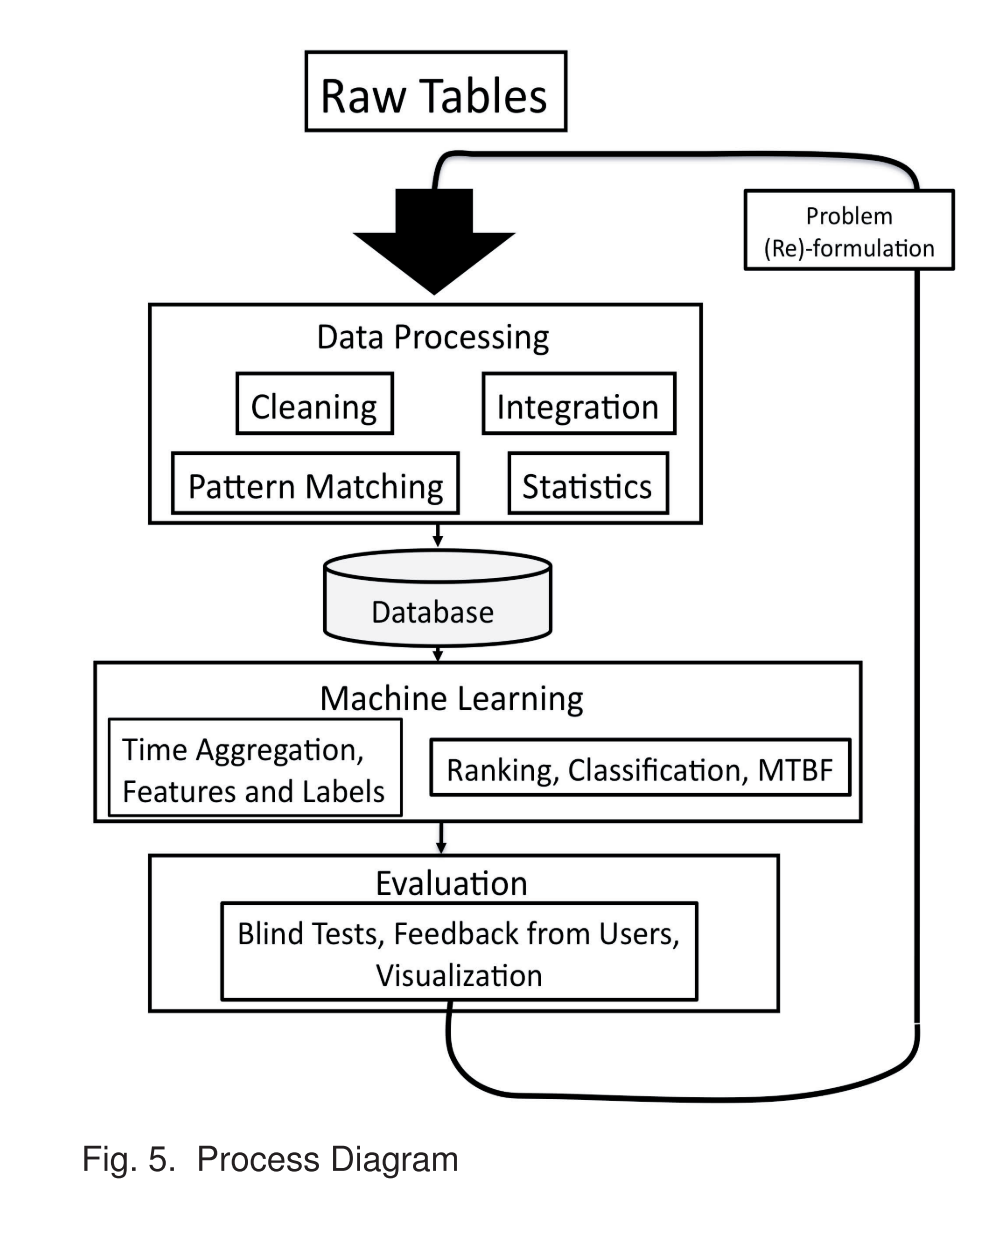 Raw Tables
Problem
(Re)-formulation
Data Processing
Cleaning
Integration
Pattern Matching
Statistics
Database
Machine Learning
Time Aggregation,
Features and Labels
Ranking, Classification, MTBF
Evaluation
Blind Tests, Feedback from Users,
Visualization
Fig. 5. Process Diagram